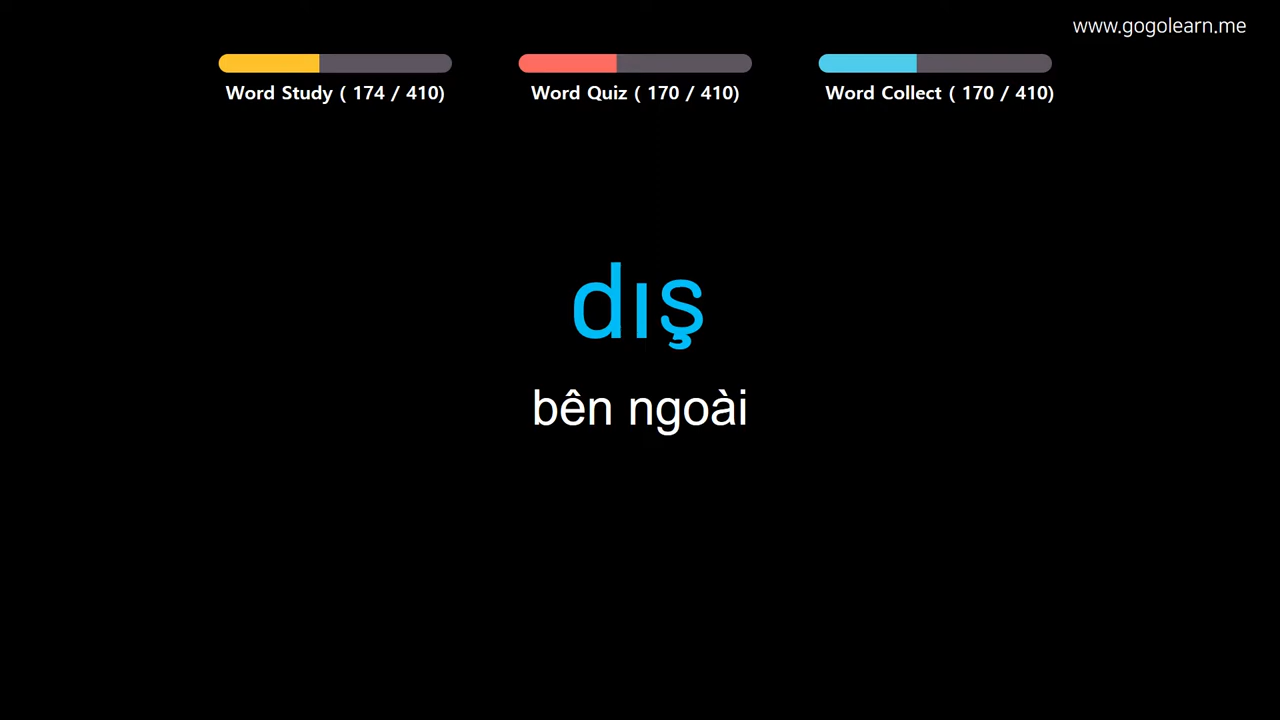 www.gogolearn.me
Word Study ( 174 / 410)
Word Quiz ( 170 / 410)
Word Collect ( 170 / 410)
dış
bên ngoài